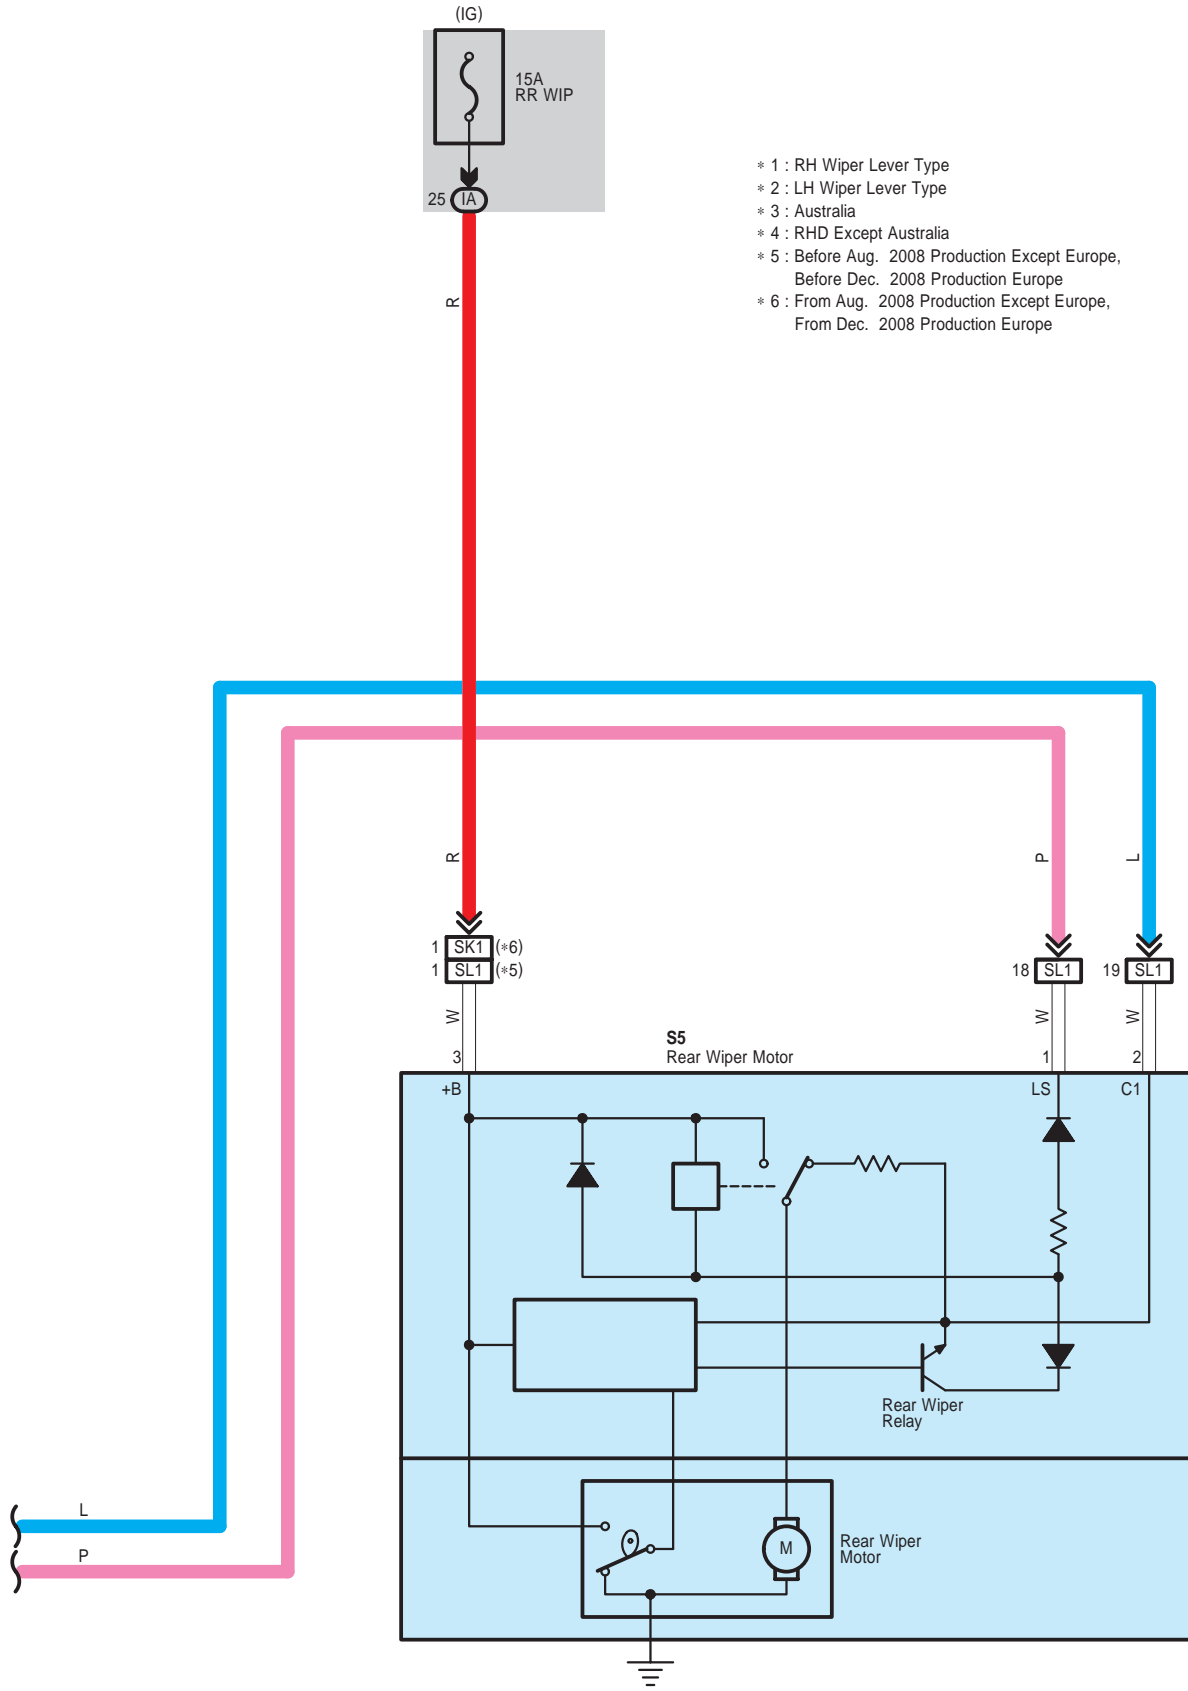 (IG)
15A
RR WIP
25 IA
∗ 1 : RH Wiper Lever Type
∗ 2 : LH Wiper Lever Type
∗ 3 : Australia
∗ 4 : RHD Except Australia
∗ 5 : Before Aug. 2008 Production Except Europe,
Before Dec. 2008 Production Europe
∗ 6 : From Aug. 2008 Production Except Europe,
From Dec. 2008 Production Europe
R
R
P
L
1 SK1 (∗6)
1 SL1 (∗5)
18 SL1
19 SL1
W
W
W
S5
Rear Wiper Motor
3
1
2
+B
LS
C1
Rear Wiper
Relay
L
P
M
Rear Wiper
Motor